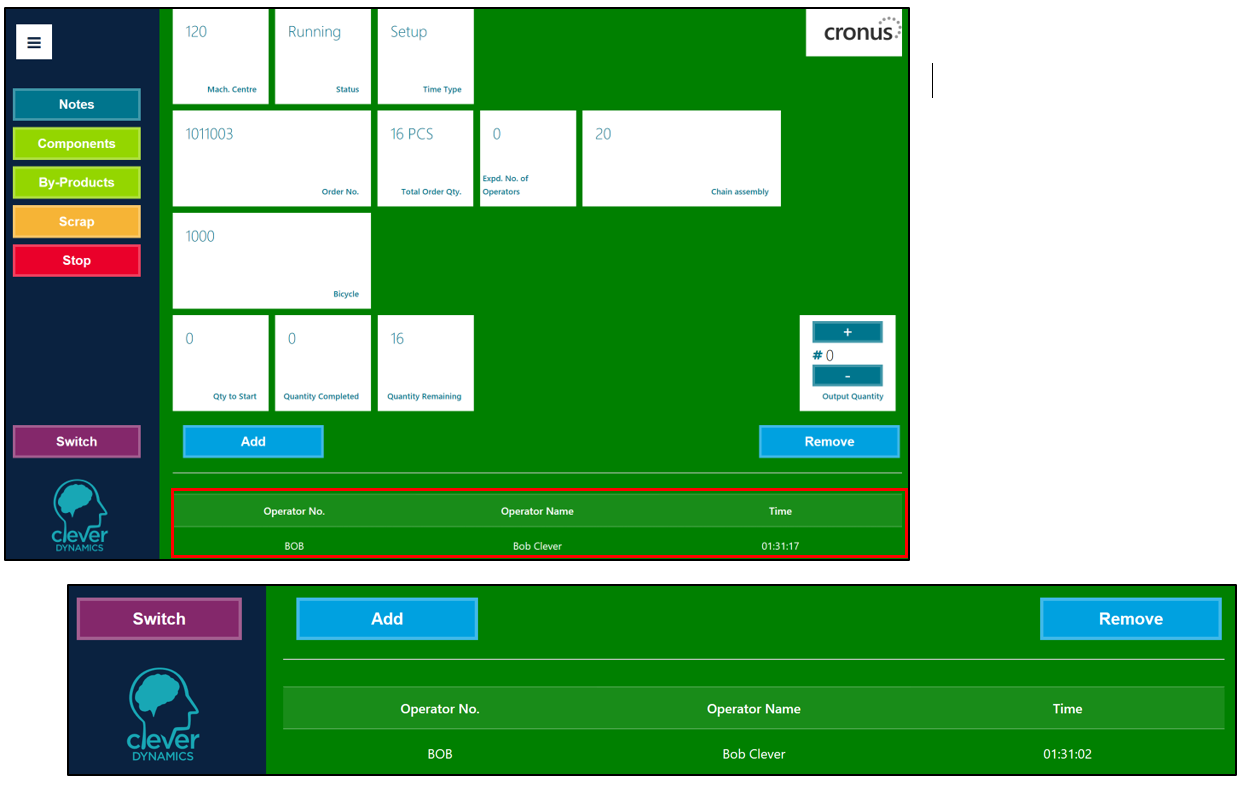 120
Mach. Centre
Running
Status
Setup
Time Type
cronus
Notes
Components
By-Products
Scrap
Stop
1011003
Order No.
16 PCS
Total Order Qty.
0
Expd. No. of
Operators
20
Chain assembly
1000
Bicycle
0
Qty to Start
0
Quantity Completed
16
Quantity Remaining
+
# 0
-
Output Quantity
Switch
Add
Remove
clever
DYNAMICS
Operator No. Operator Name Time
BOB Bob Clever 01:31:17
Switch
Add
Remove
clever
DYNAMICS
Operator No. Operator Name Time
BOB Bob Clever 01:31:02